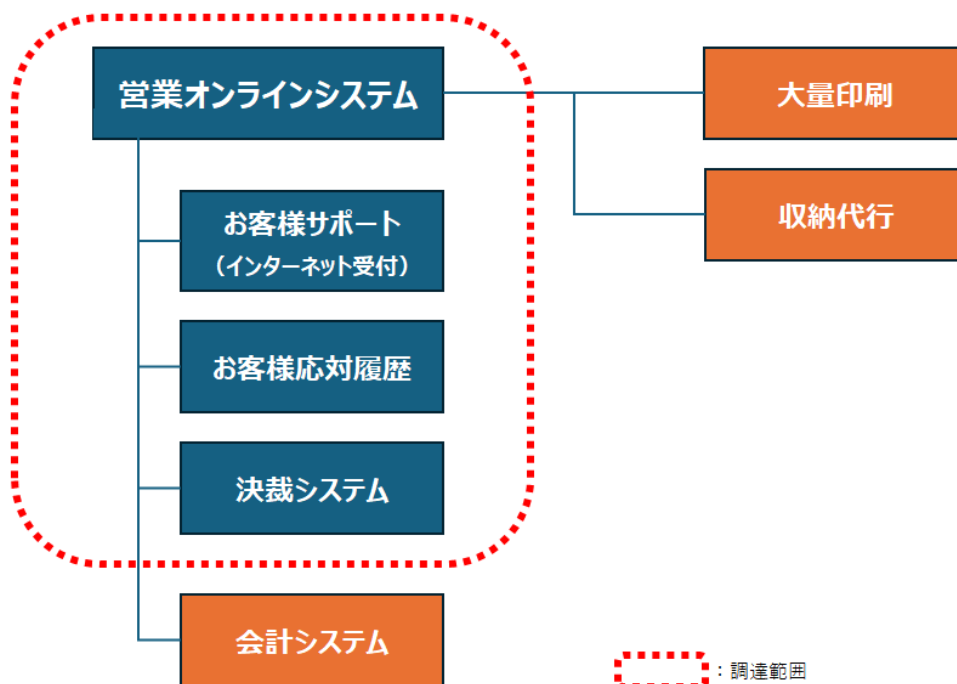 営業オンラインシステム
大量印刷
収納代行
お客様サポート
（インターネット受付）
お客様応対履歴
決裁システム
会計システム
：調達範囲